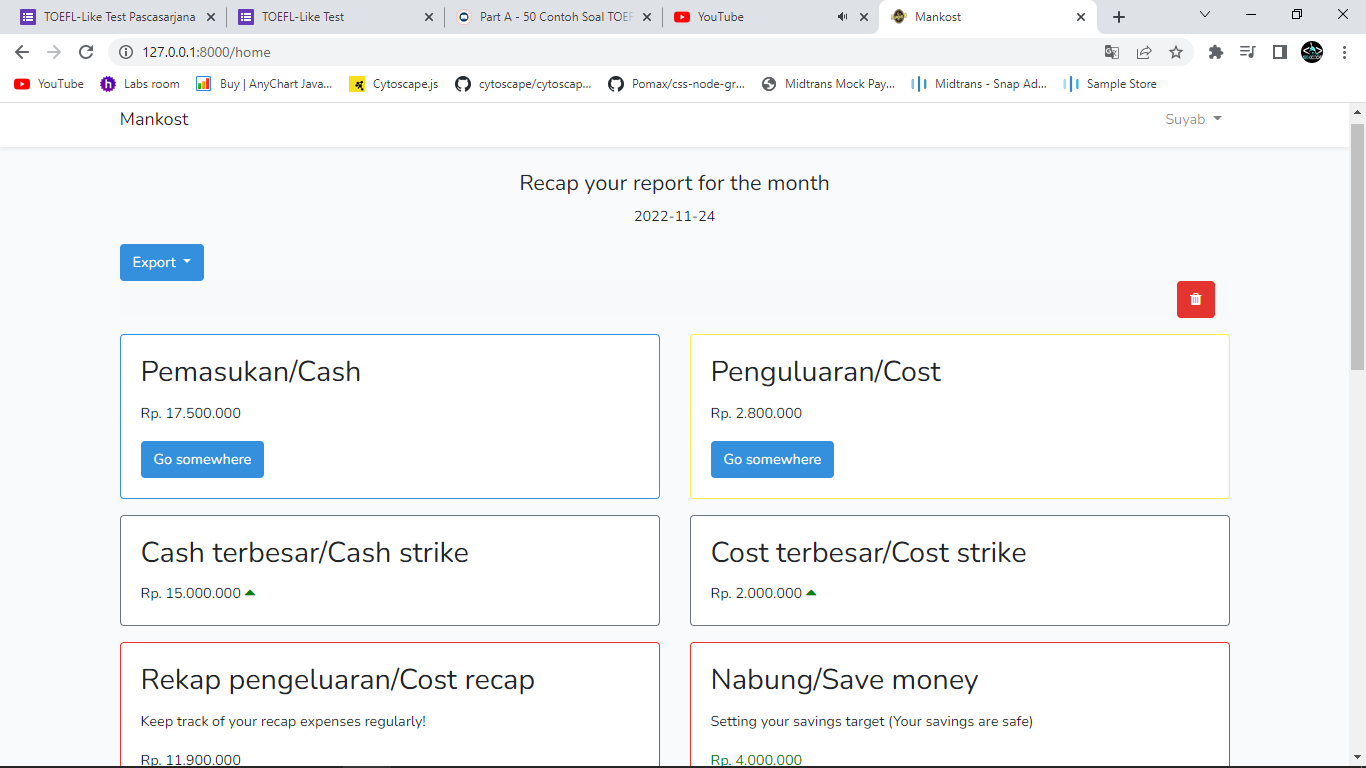 TOEFL-Like Test Pascasarjana
TOEFL-Like Test
Part A - 50 Contoh Soal TOEF
YouTube
Mankost
127.0.0.1:8000/home
YouTube
Labs room
Buy | AnyChart Java...
Cytoscape.js
cytoscape/cytoscap...
Pomax/css-node-gr...
Midtrans Mock Pay...
Midtrans - Snap Ad...
Sample Store
Mankost
Suyab
Recap your report for the month
2022-11-24
Export
Pemasukan/Cash
Rp. 17.500.000
Go somewhere
Penguluaran/Cost
Rp. 2.800.000
Go somewhere
Cash terbesar/Cash strike
Rp. 15.000.000
Cost terbesar/Cost strike
Rp. 2.000.000
Rekap pengeluaran/Cost recap
Keep track of your recap expenses regularly!
Rp. 11.900.000
Nabung/Save money
Setting your savings target (Your savings are safe)
Rp. 4.000.000